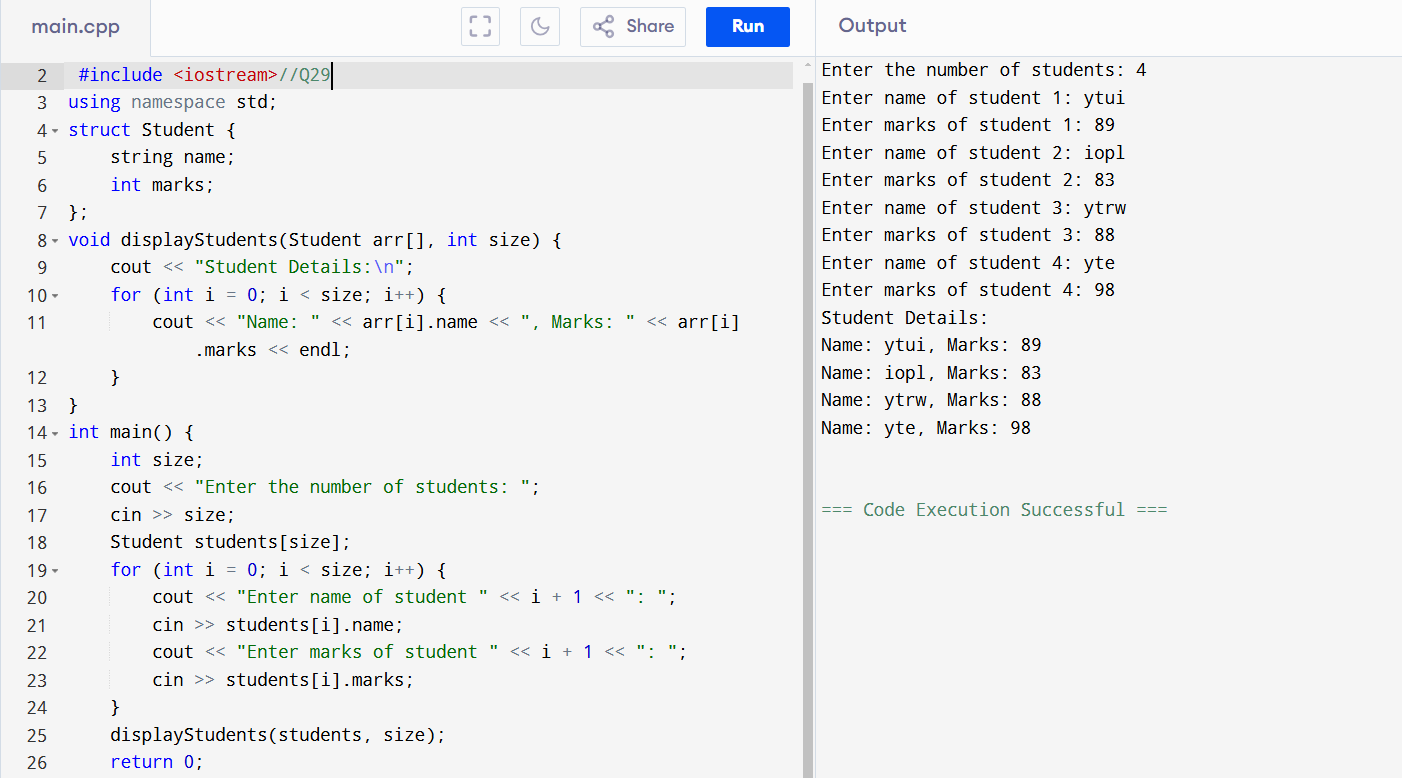 main.cpp
Share
Run
Output
2 #include <iostream>//Q29
3 using namespace std;
4 struct Student {
5     string name;
6     int marks;
7 };
8 void displayStudents(Student arr[], int size) {
9     cout << "Student Details:\n";
10     for (int i = 0; i < size; i++) {
11         cout << "Name: " << arr[i].name << ", Marks: " << arr[i]
.marks << endl;
12     }
13 }
14 int main() {
15     int size;
16     cout << "Enter the number of students: ";
17     cin >> size;
18     Student students[size];
19     for (int i = 0; i < size; i++) {
20         cout << "Enter name of student " << i + 1 << ": ";
21         cin >> students[i].name;
22         cout << "Enter marks of student " << i + 1 << ": ";
23         cin >> students[i].marks;
24     }
25     displayStudents(students, size);
26     return 0;
Enter the number of students: 4
Enter name of student 1: ytui
Enter marks of student 1: 89
Enter name of student 2: iopl
Enter marks of student 2: 83
Enter name of student 3: ytrw
Enter marks of student 3: 88
Enter name of student 4: yte
Enter marks of student 4: 98
Student Details:
Name: ytui, Marks: 89
Name: iopl, Marks: 83
Name: ytrw, Marks: 88
Name: yte, Marks: 98
=== Code Execution Successful ===